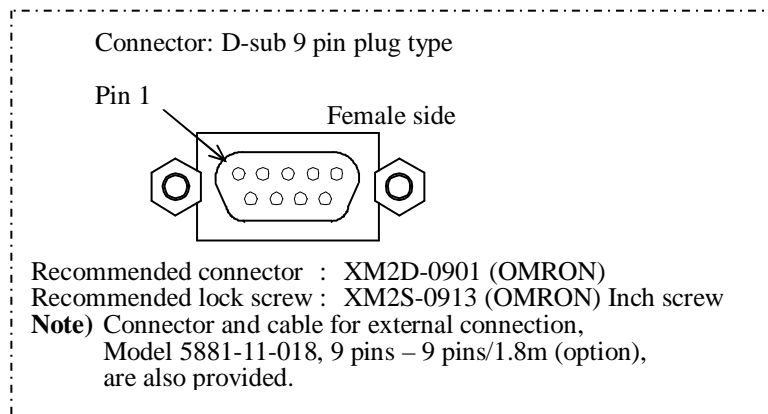 Connector: D-sub 9 pin plug type
Pin 1
Female side
Recommended connector : XM2D-0901 (OMRON)
Recommended lock screw : XM2S-0913 (OMRON) Inch screw
Note) Connector and cable for external connection,
Model 5881-11-018, 9 pins – 9 pins/1.8m (option),
are also provided.